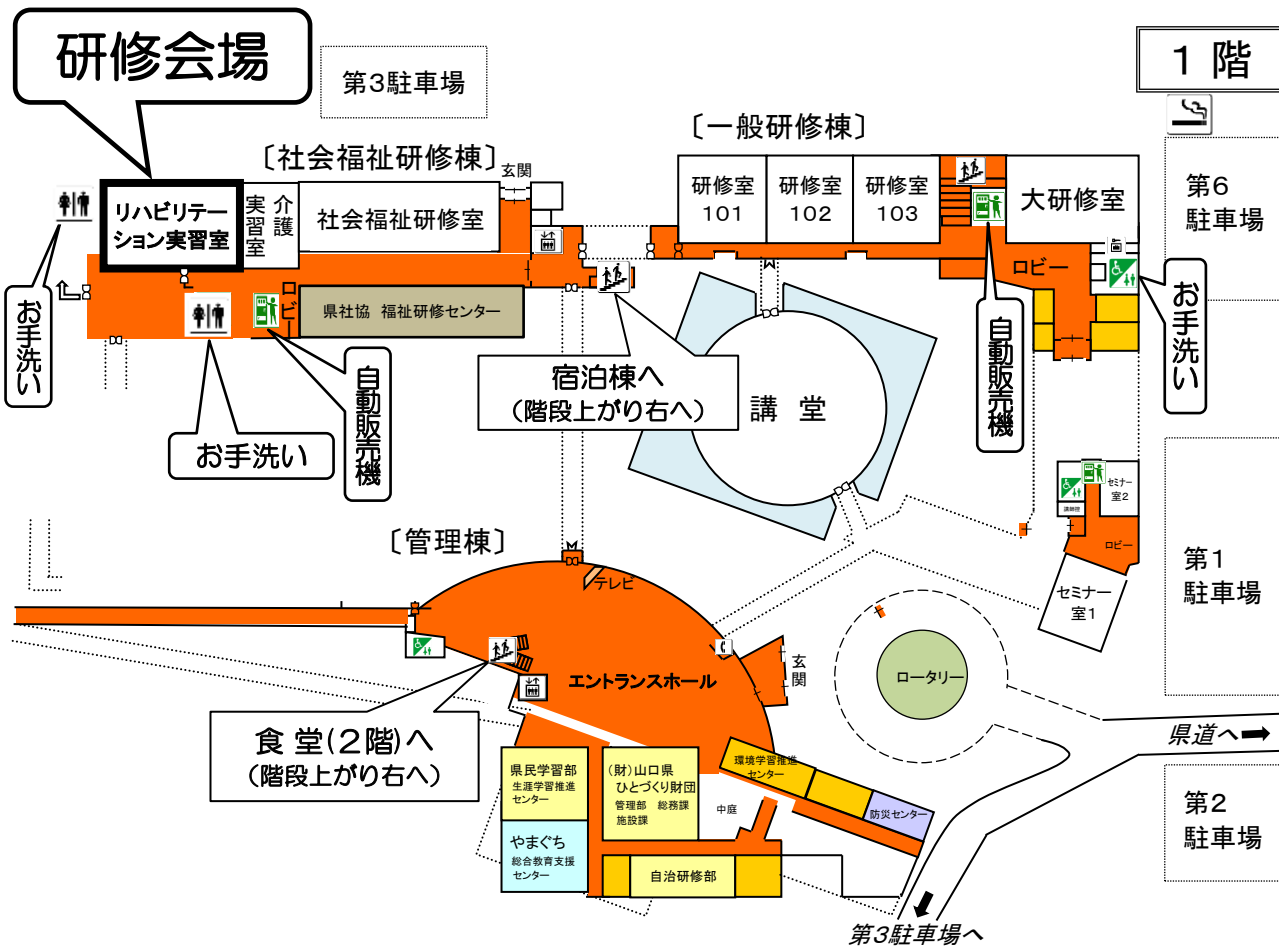 研修会場
第3駐車場
1 階
〔社会福祉研修棟〕
玄関
〔一般研修棟〕
リハビリテー
ション実習室
介護
実習室
社会福祉研修室
研修室
101
研修室
102
研修室
103
大研修室
第6
駐車場
ロビー
県社協 福祉研修センター
ロビー
お手洗い
お手洗い
自動販売機
宿泊棟へ
(階段上がり右へ)
講 堂
自動販売機
お手洗い
〔管理棟〕
テレビ
セミナー
室2
講師控
ロビー
セミナー
室1
第1
駐車場
エントランスホール
玄関
ロータリー
食 堂(2階)へ
(階段上がり右へ)
県道へ➡
県民学習部
生涯学習推進
センター
(財)山口県
ひとづくり財団
管理部 総務課
施設課
環境学習推進
センター
防災センター
中庭
やまぐち
総合教育支援
センター
自治研修部
第2
駐車場
第3駐車場へ